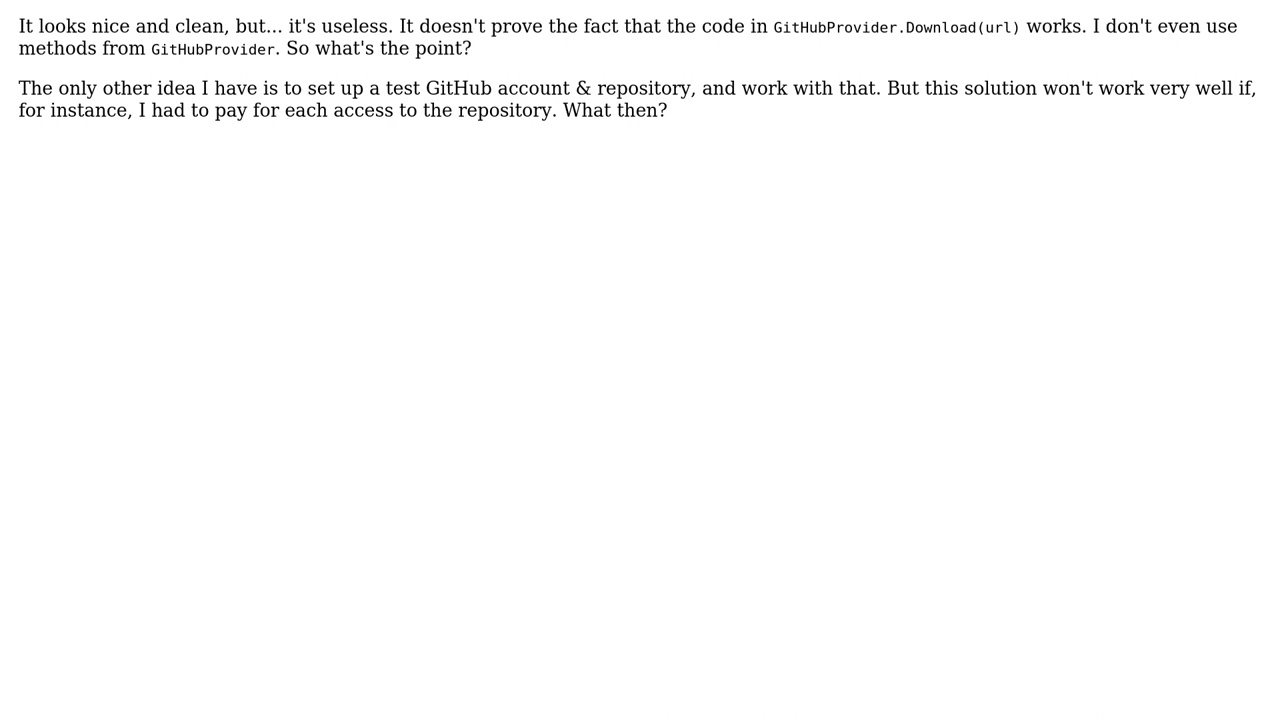 It looks nice and clean, but... it's useless. It doesn't prove the fact that the code in GitHubProvider.Download(url) works. I don't even use
methods from GitHubProvider. So what's the point?
The only other idea I have is to set up a test GitHub account & repository, and work with that. But this solution won't work very well if,
for instance, I had to pay for each access to the repository. What then?